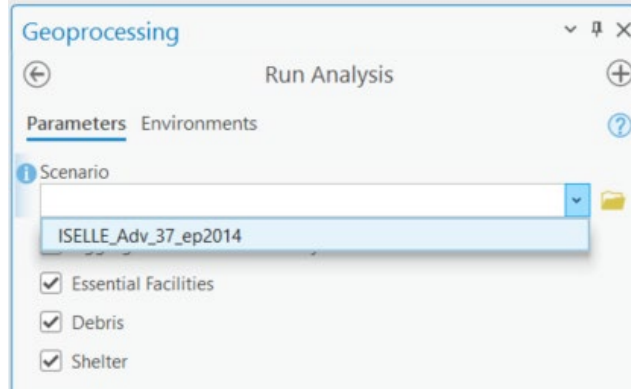 Geoprocessing
Run Analysis
Parameters Environments
Scenario
ISELLE_Adv_37_ep2014
Essential Facilities
Debris
Shelter